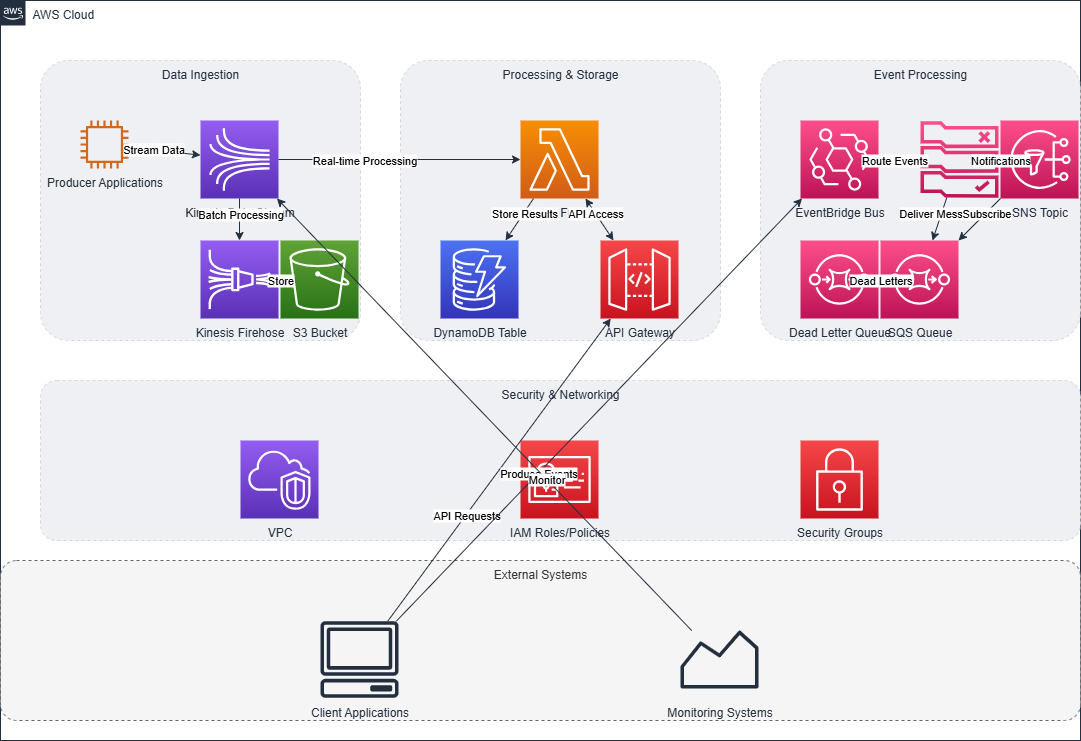 aws
AWS Cloud
Data Ingestion
Processing & Storage
Event Processing
Stream Data
Real-time Processing
Route Events
Notifications
Producer Applications
Batch Processing
Store Results
API Access
EventBridge Bus
Deliver Mess
Subscribe
SNS Topic
Store
Dead Letters
Kinesis Firehose
S3 Bucket
DynamoDB Table
API Gateway
Dead Letter Queue
SQS Queue
Security & Networking
Produce Events
Monitor
API Requests
VPC
IAM Roles/Policies
Security Groups
External Systems
Client Applications
Monitoring Systems